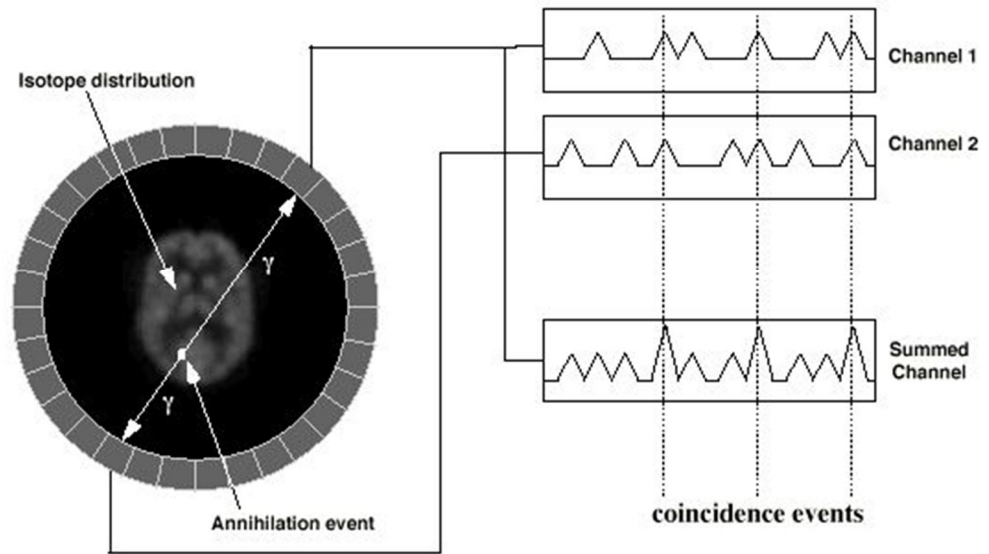 Isotope distribution
γ
γ
Annihilation event
Channel 1
Channel 2
Summed
Channel
coincidence events